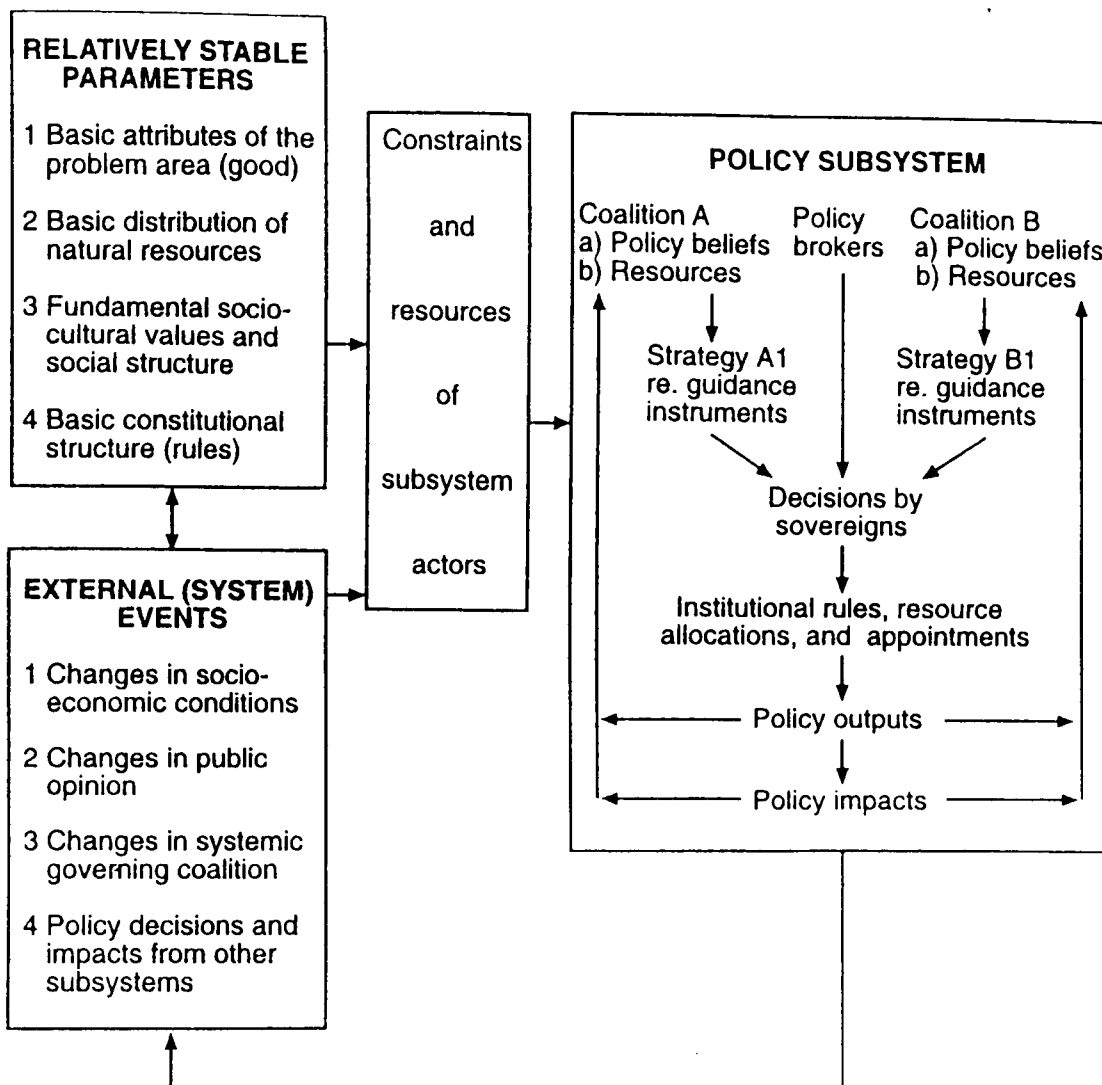 RELATIVELY STABLE
PARAMETERS
1 Basic attributes of the
problem area (good)
2 Basic distribution of
natural resources
3 Fundamental socio-
cultural values and
social structure
4 Basic constitutional
structure (rules)
EXTERNAL (SYSTEM)
EVENTS
1 Changes in socio-
economic conditions
2 Changes in public
opinion
3 Changes in systemic
governing coalition
4 Policy decisions and
impacts from other
subsystems
Constraints
and
resources
of
subsystem
actors
POLICY SUBSYSTEM
Coalition A
a) Policy beliefs
b) Resources
Policy
brokers
Coalition B
a) Policy beliefs
b) Resources
Strategy A1
re. guidance
instruments
Strategy B1
re. guidance
instruments
Decisions by
sovereigns
Institutional rules, resource
allocations, and appointments
Policy outputs
Policy impacts